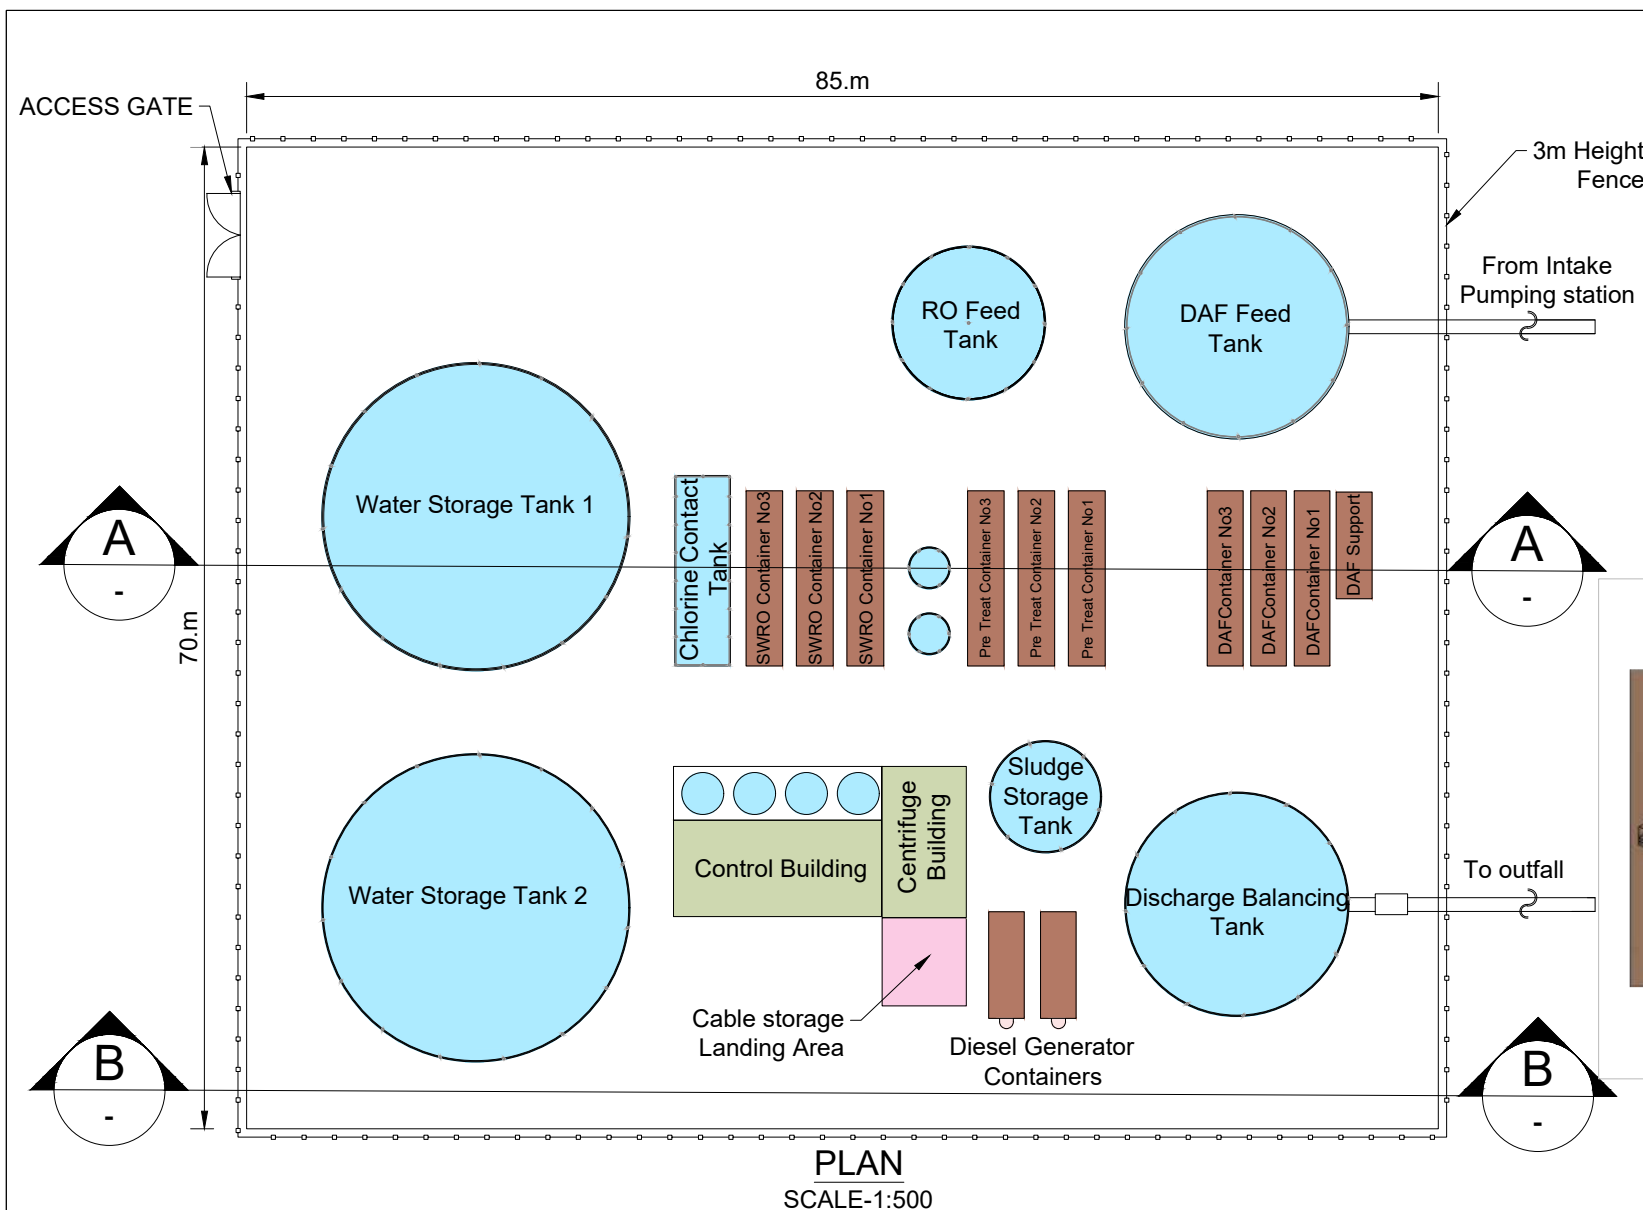 85.m
ACCESS GATE
3m Height
Fence
From Intake
Pumping station
RO Feed
Tank
DAF Feed
Tank
Water Storage Tank 1
Chlorine Contact
Tank
SWRO Container No3
SWRO Container No2
SWRO Container No1
Pre Treat Container No3
Pre Treat Container No2
Pre Treat Container No1
DAFContainer No3
DAFContainer No2
DAFContainer No1
DAF Support
A
-
A
-
70.m
Sludge
Storage
Tank
Centrifuge
Building
Control Building
Water Storage Tank 2
Discharge Balancing
Tank
To outfall
Cable storage
Landing Area
Diesel Generator
Containers
B
-
B
-
PLAN
SCALE-1:500